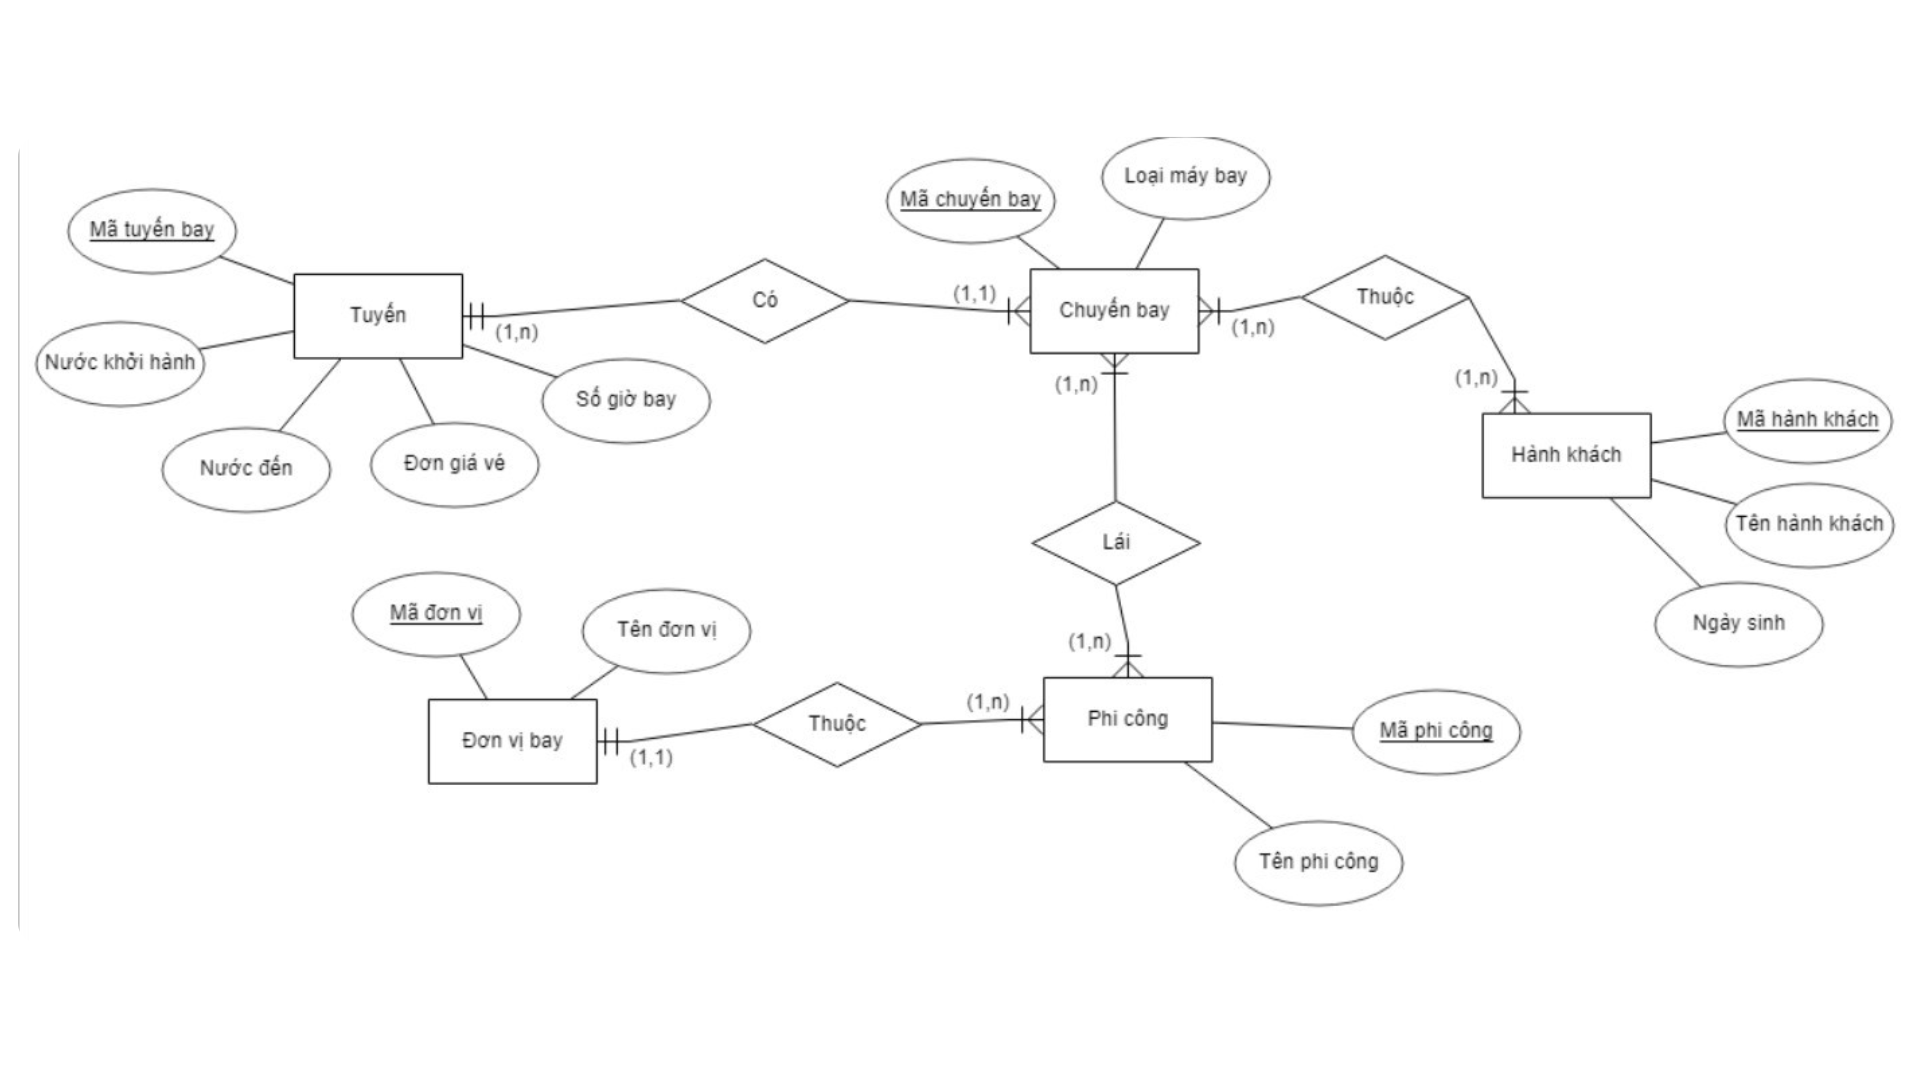 Loại máy bay
Mã chuyến bay
Mã tuyến bay
Tuyến
(1,n)
Có
(1,1)
Chuyến bay
(1,n)
Thuộc
(1,n)
(1,n)
Nước khởi hành
Số giờ bay
Nước đến
Đơn giá vé
Hành khách
Mã hành khách
Tên hành khách
Ngày sinh
Lái
(1,n)
Mã đơn vị
Tên đơn vị
Đơn vị bay
(1,1)
Thuộc
(1,n)
Phi công
Mã phi công
Tên phi công